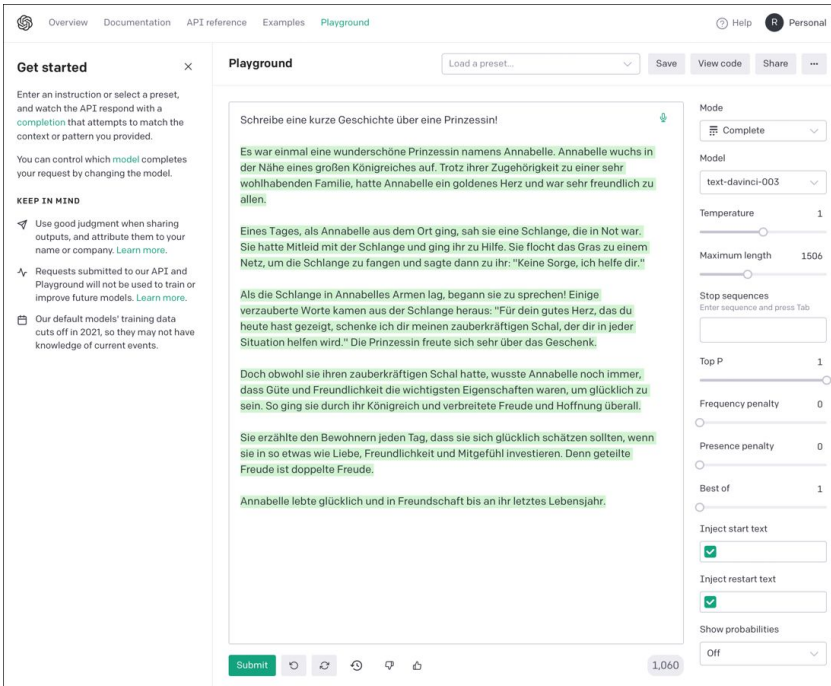 Overview Documentation API reference Examples Playground
Help R Personal
Get started
Enter an instruction or select a preset,
and watch the API respond with a
completion that attempts to match the
context or pattern you provided.
You can control which model completes
your request by changing the model.
KEEP IN MIND
Use good judgment when sharing
outputs, and attribute them to your
name or company. Learn more.
Requests submitted to our API and
Playground will not be used to train or
improve future models. Learn more.
Our default models' training data
cuts off in 2021, so they may not have
knowledge of current events.
Playground
Load a preset...
Save View code Share ...
Schreibe eine kurze Geschichte über eine Prinzessin!
Es war einmal eine wunderschöne Prinzessin namens Annabelle. Annabelle wuchs in
der Nähe eines großen Königreiches auf. Trotz ihrer Zugehörigkeit zu einer sehr
wohlhabenden Familie, hatte Annabelle ein goldenes Herz und war sehr freundlich zu
allen.
Eines Tages, als Annabelle aus dem Ort ging, sah sie eine Schlange, die in Not war.
Sie hatte Mitleid mit der Schlange und ging ihr zu Hilfe. Sie flocht das Gras zu einem
Netz, um die Schlange zu fangen und sagte dann zu ihr: "Keine Sorge, ich helfe dir."
Als die Schlange in Annabelles Armen lag, begann sie zu sprechen! Einige
verzauberte Worte kamen aus der Schlange heraus: "Für dein gutes Herz, das du
heute hast gezeigt, schenke ich dir meinen zauberkräftigen Schal, der dir in jeder
Situation helfen wird." Die Prinzessin freute sich sehr über das Geschenk.
Doch obwohl sie ihren zauberkräftigen Schal hatte, wusste Annabelle noch immer,
dass Güte und Freundlichkeit die wichtigsten Eigenschaften waren, um glücklich zu
sein. So ging sie durch ihr Königreich und verbreitete Freude und Hoffnung überall.
Sie erzählte den Bewohnern jeden Tag, dass sie sich glücklich schätzen sollten, wenn
sie in so etwas wie Liebe, Freundlichkeit und Mitgefühl investieren. Denn geteilte
Freude ist doppelte Freude.
Annabelle lebte glücklich und in Freundschaft bis an ihr letztes Lebensjahr.
Submit
1,060
Mode
Complete
Model
text-davinci-003
Temperature 1
Maximum length 1506
Stop sequences
Enter sequence and press Tab
Top P 1
Frequency penalty 0
Presence penalty 0
Best of 1
Inject start text
Inject restart text
Show probabilities
Off